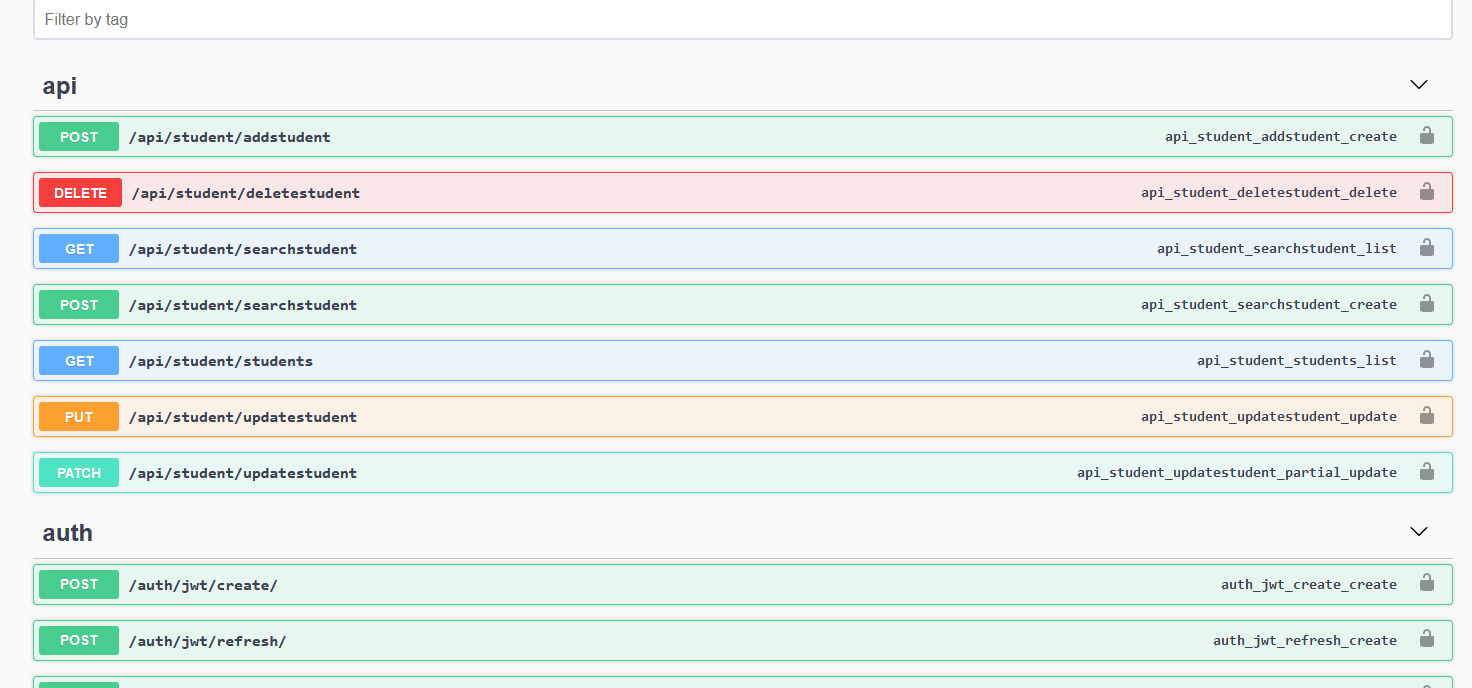 Filter by tag
api
POST /api/student/addstudent api_student_addstudent_create
DELETE /api/student/deletestudent api_student_deletestudent_delete
GET /api/student/searchstudent api_student_searchstudent_list
POST /api/student/searchstudent api_student_searchstudent_create
GET /api/student/students api_student_students_list
PUT /api/student/updatestudent api_student_updatestudent_update
PATCH /api/student/updatestudent api_student_updatestudent_partial_update
auth
POST /auth/jwt/create/ auth_jwt_create_create
POST /auth/jwt/refresh/ auth_jwt_refresh_create